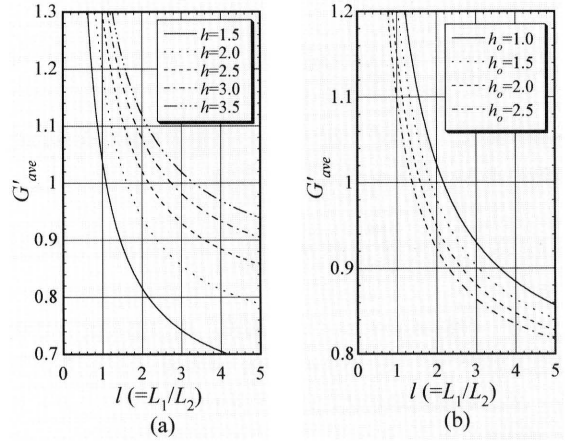 1.3
1.2
1.1
1
0.9
0.8
0.7
G'ave
h=1.5
h=2.0
h=2.5
h=3.0
h=3.5
0 1 2 3 4 5
l (=L1/L2)
(a)
1.2
1.1
1
0.9
0.8
G'ave
ho=1.0
ho=1.5
ho=2.0
ho=2.5
0 1 2 3 4 5
l (=L1/L2)
(b)